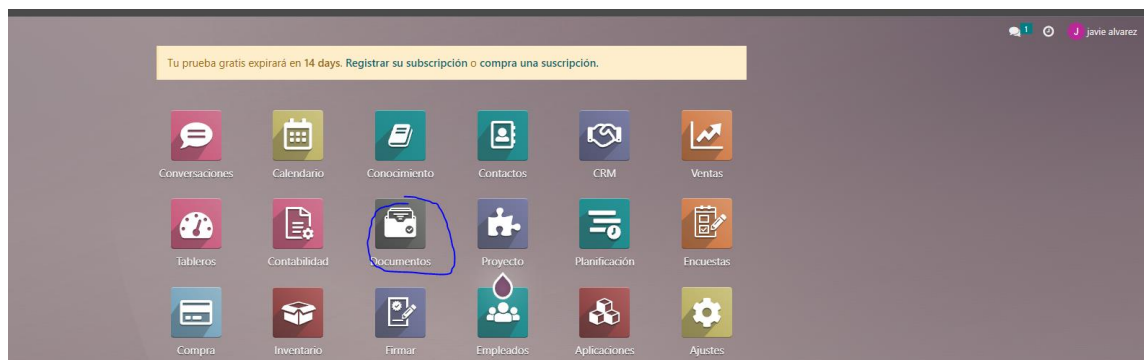 1 J javie alvarez
Tu prueba gratis expirará en 14 days. Registrar su subscripción o compra una suscripción.
Conversaciones Calendario Conocimiento Contactos CRM Ventas
Tableros Contabilidad Documentos Proyecto Planificación Encuestas
Compra Inventario Firmar Empleados Aplicaciones Ajustes